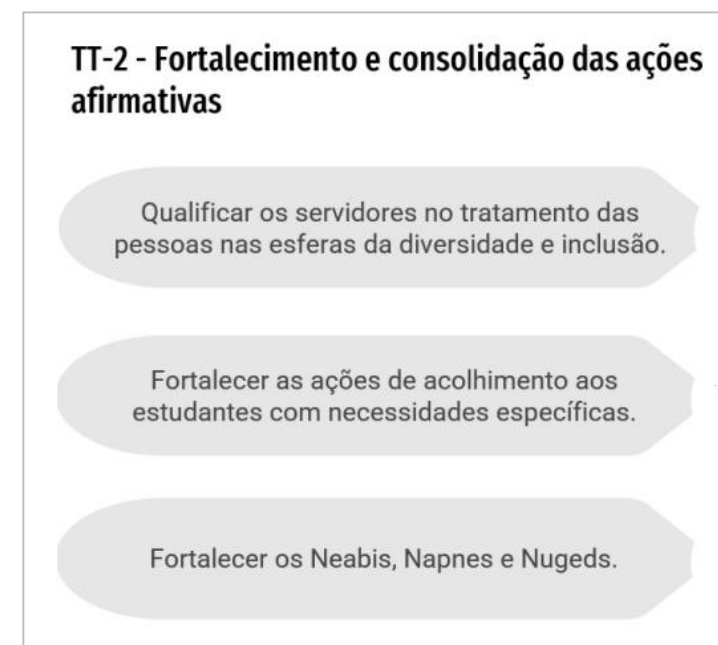 TT-2 - Fortalecimento e consolidação das ações
afirmativas
Qualificar os servidores no tratamento das
pessoas nas esferas da diversidade e inclusão.
Fortalecer as ações de acolhimento aos
estudantes com necessidades específicas.
Fortalecer os Neabis, Napnes e Nugeds.